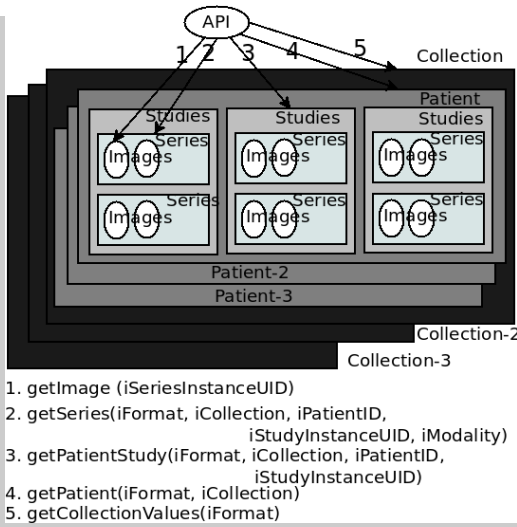 API
1 2 3 4 5
Collection
Patient
Studies Studies Studies
Series Series Series
Images Images Images
Series Series Series
Images Images Images
Patient-2
Patient-3
Collection-2
Collection-3
1. getImage (iSeriesInstanceUID)
2. getSeries(iFormat, iCollection, iPatientID,
iStudyInstanceUID, iModality)
3. getPatientStudy(iFormat, iCollection, iPatientID,
iStudyInstanceUID)
4. getPatient(iFormat, iCollection)
5. getCollectionValues(iFormat)